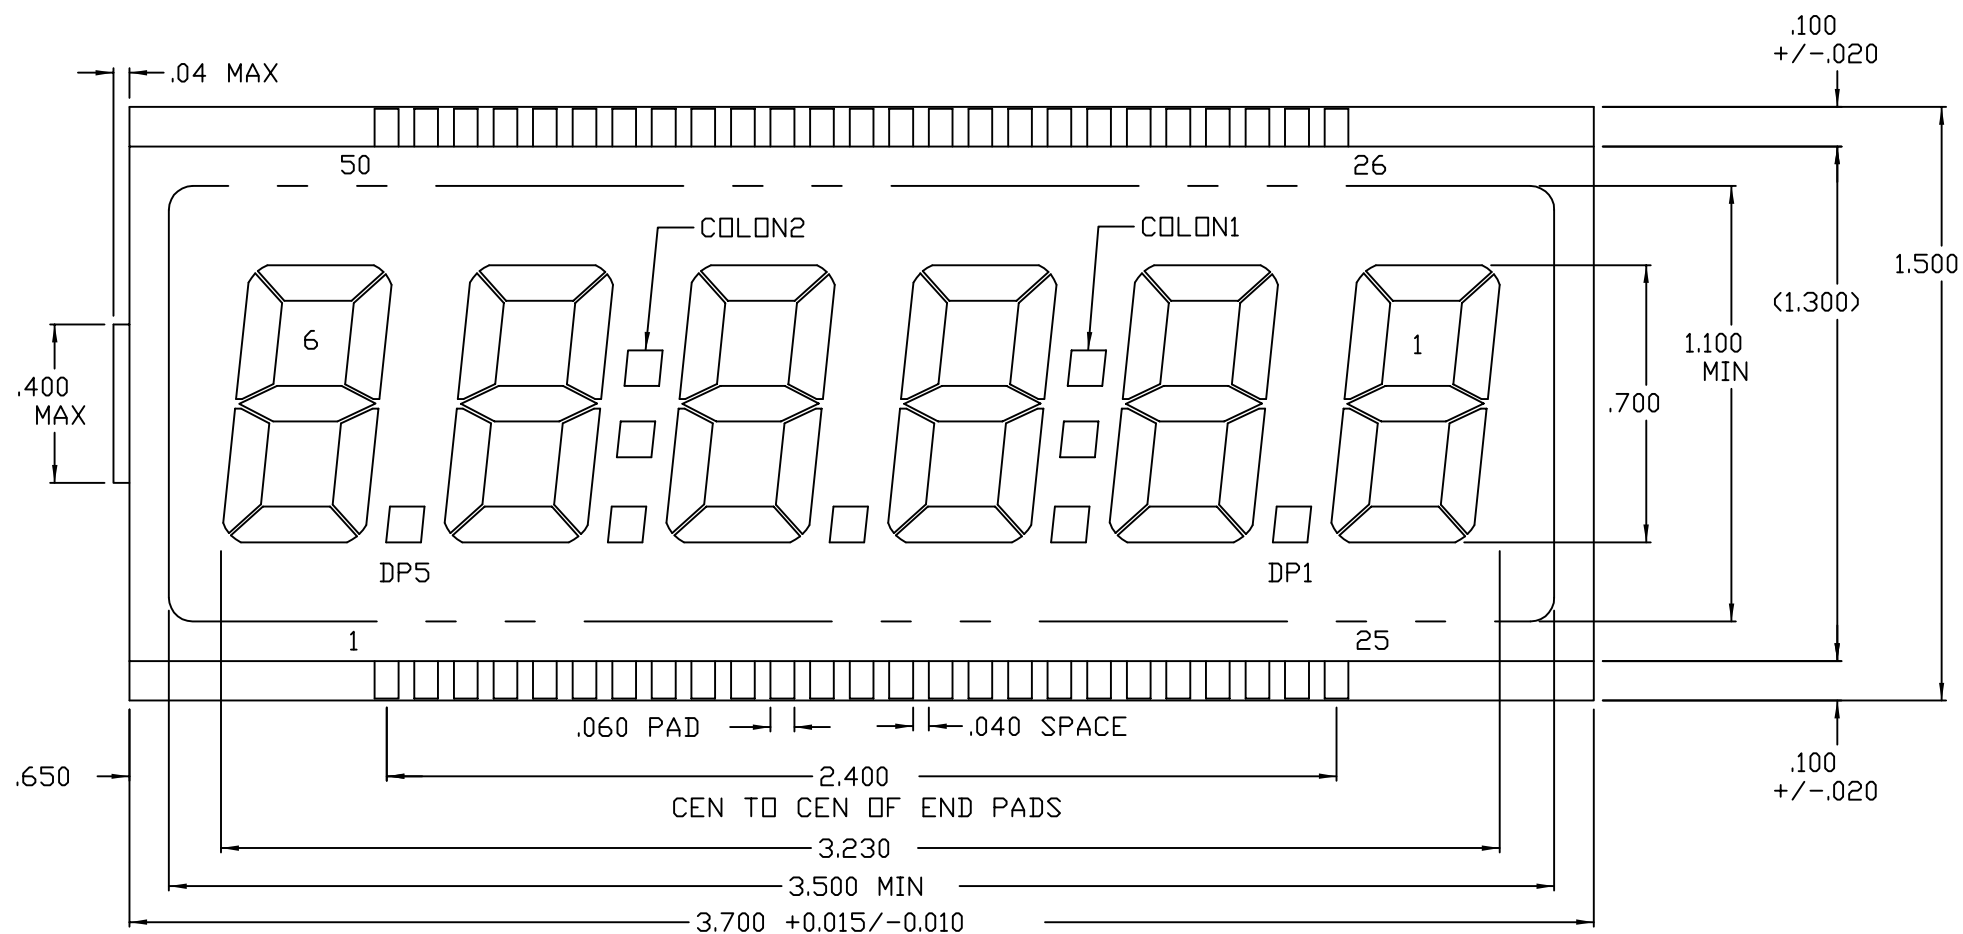 .100
+/-.020
.04 MAX
50
26
COLON2
COLON1
1.500
(1.300)
6
1
1.100
MIN
.400
MAX
.700
DP5
DP1
1
25
.060 PAD
.040 SPACE
.650
2.400
.100
+/-.020
CEN TO CEN OF END PADS
3.230
3.500 MIN
3.700 +0.015/-0.010